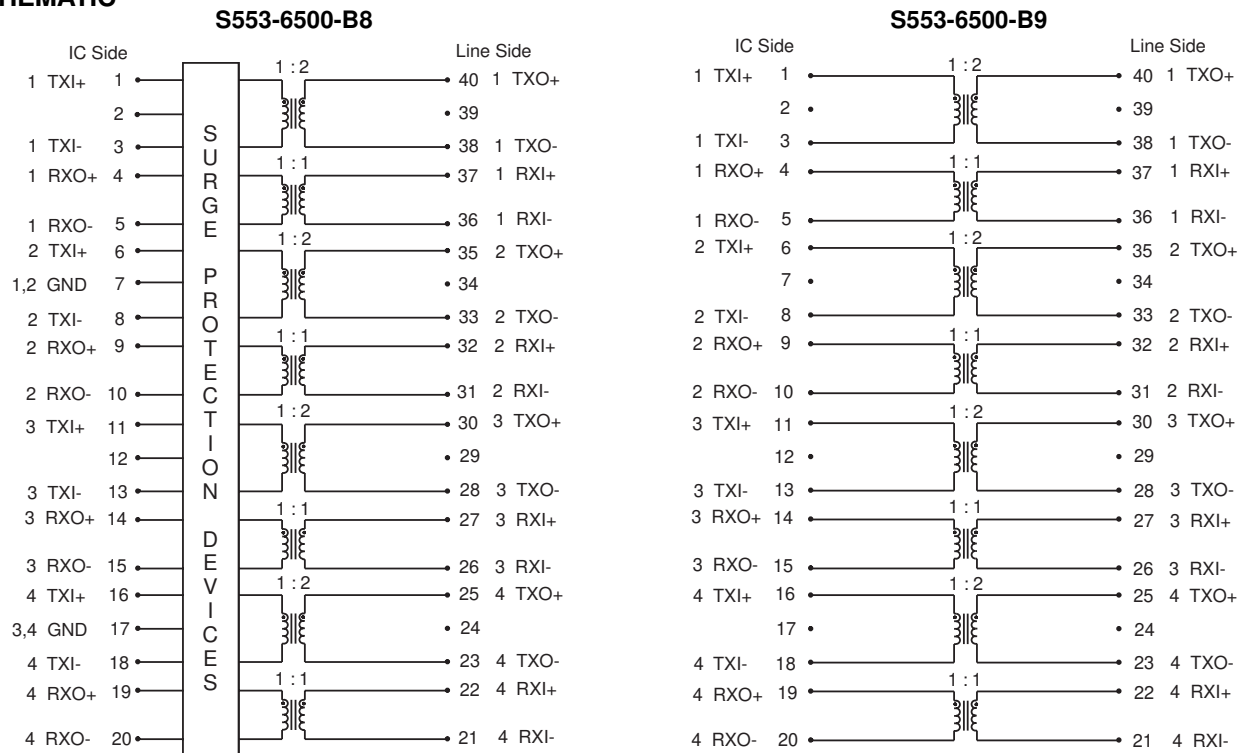 HEMATIC
S553-6500-B8
IC Side
Line Side
1 TXI+ 1
1 : 2
40 1 TXO+
2
39
1 TXI- 3
38 1 TXO-
1 RXO+ 4
1 : 1
37 1 RXI+
1 RXO- 5
36 1 RXI-
2 TXI+ 6
1 : 2
35 2 TXO+
1,2 GND 7
34
2 TXI- 8
33 2 TXO-
2 RXO+ 9
1 : 1
32 2 RXI+
2 RXO- 10
31 2 RXI-
3 TXI+ 11
1 : 2
30 3 TXO+
12
29
3 TXI- 13
28 3 TXO-
3 RXO+ 14
1 : 1
27 3 RXI+
3 RXO- 15
26 3 RXI-
4 TXI+ 16
1 : 2
25 4 TXO+
3,4 GND 17
24
4 TXI- 18
23 4 TXO-
4 RXO+ 19
1 : 1
22 4 RXI+
4 RXO- 20
21 4 RXI-
SURGE PROTECTION DEVICES
S553-6500-B9
IC Side
Line Side
1 TXI+ 1
1 : 2
40 1 TXO+
2
39
1 TXI- 3
38 1 TXO-
1 RXO+ 4
1 : 1
37 1 RXI+
1 RXO- 5
36 1 RXI-
2 TXI+ 6
1 : 2
35 2 TXO+
7
34
2 TXI- 8
33 2 TXO-
2 RXO+ 9
1 : 1
32 2 RXI+
2 RXO- 10
31 2 RXI-
3 TXI+ 11
1 : 2
30 3 TXO+
12
29
3 TXI- 13
28 3 TXO-
3 RXO+ 14
1 : 1
27 3 RXI+
3 RXO- 15
26 3 RXI-
4 TXI+ 16
1 : 2
25 4 TXO+
17
24
4 TXI- 18
23 4 TXO-
4 RXO+ 19
1 : 1
22 4 RXI+
4 RXO- 20
21 4 RXI-